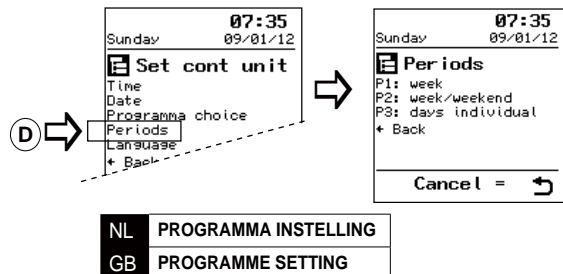 07:35
Sunday 09/01/12
Set cont unit
Time
Date
Programma choice
D
Periods
Language
← Back
07:35
Sunday 09/01/12
Periods
P1: week
P2: week/weekend
P3: days individual
← Back
Cancel =
NL PROGRAMMA INSTELLING
GB PROGRAMME SETTING